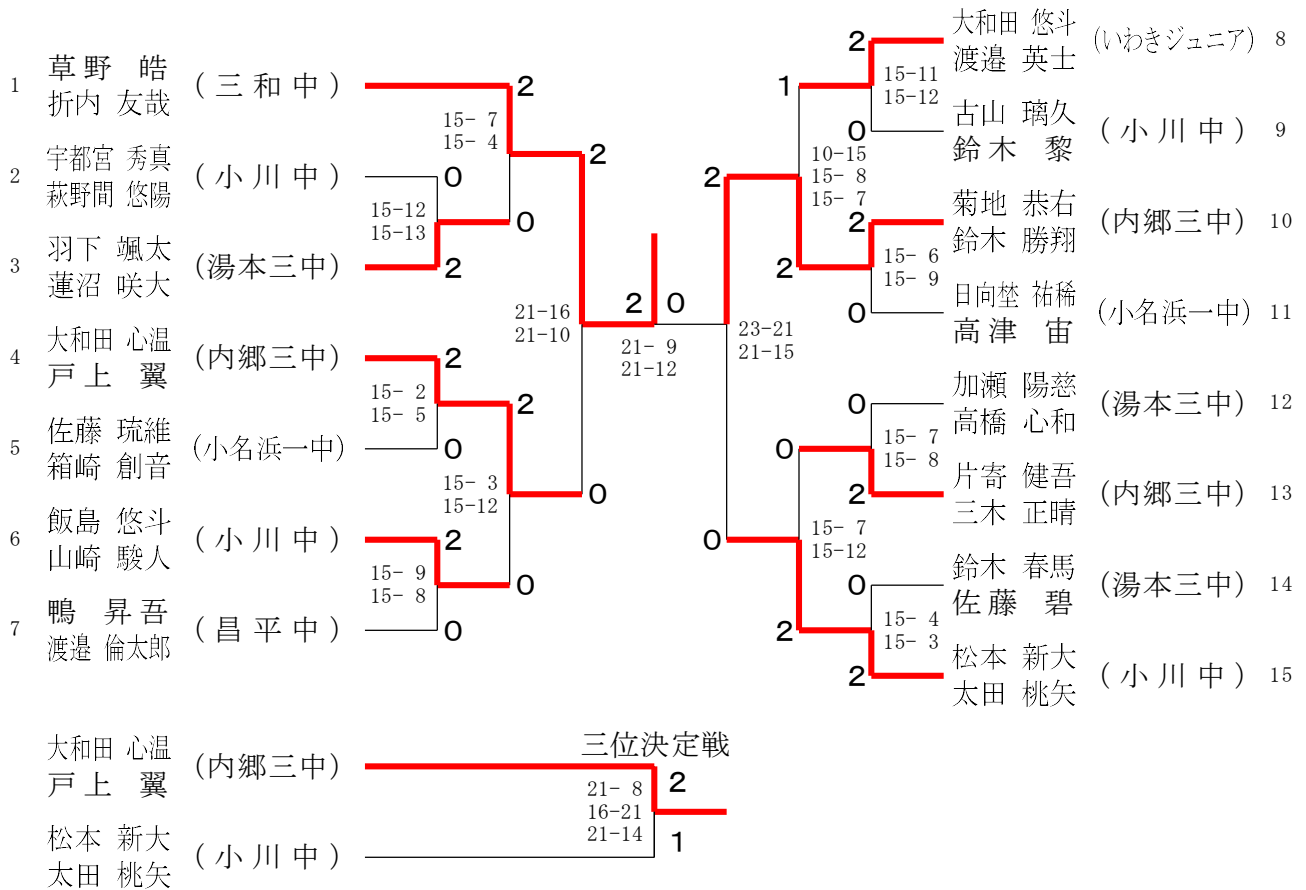 1 草野 皓
折内 友哉 (三和中)
2 宇都宮 秀真
萩野間 悠陽 (小川中)
3 羽下 颯太
蓮沼 咲大 (湯本三中)
4 大和田 心温
戸上 翼 (内郷三中)
5 佐藤 琉維
箱崎 創音 (小名浜一中)
6 飯島 悠斗
山崎 駿人 (小川中)
7 鴨 昇吾
渡邉 倫太郎 (昌平中)
2
15- 7
15- 4
2
0
15-12
15-13
0
2
21-16
21-10
2
15- 2
15- 5
2
0
15- 3
15-12
0
2
15- 9
15- 8
0
0
2 0
21- 9
21-12
2
15-11
15-12
1
0
10-15
15- 8
15- 7
2
2
15- 6
15- 9
2
0
23-21
21-15
0
15- 7
15- 8
0
2
15- 7
15-12
0
0
15- 4
15- 3
2
2
大和田 悠斗
渡邉 英士 (いわきジュニア) 8
古山 璃久
鈴木 黎 (小川中) 9
菊地 恭右
鈴木 勝翔 (内郷三中) 10
日向埜 祐稀
高津 宙 (小名浜一中) 11
加瀬 陽慈
高橋 心和 (湯本三中) 12
片寄 健吾
三木 正晴 (内郷三中) 13
鈴木 春馬
佐藤 碧 (湯本三中) 14
松本 新大
太田 桃矢 (小川中) 15
三位決定戦
大和田 心温
戸上 翼 (内郷三中)
松本 新大
太田 桃矢 (小川中)
21- 8
16-21
21-14
2
1